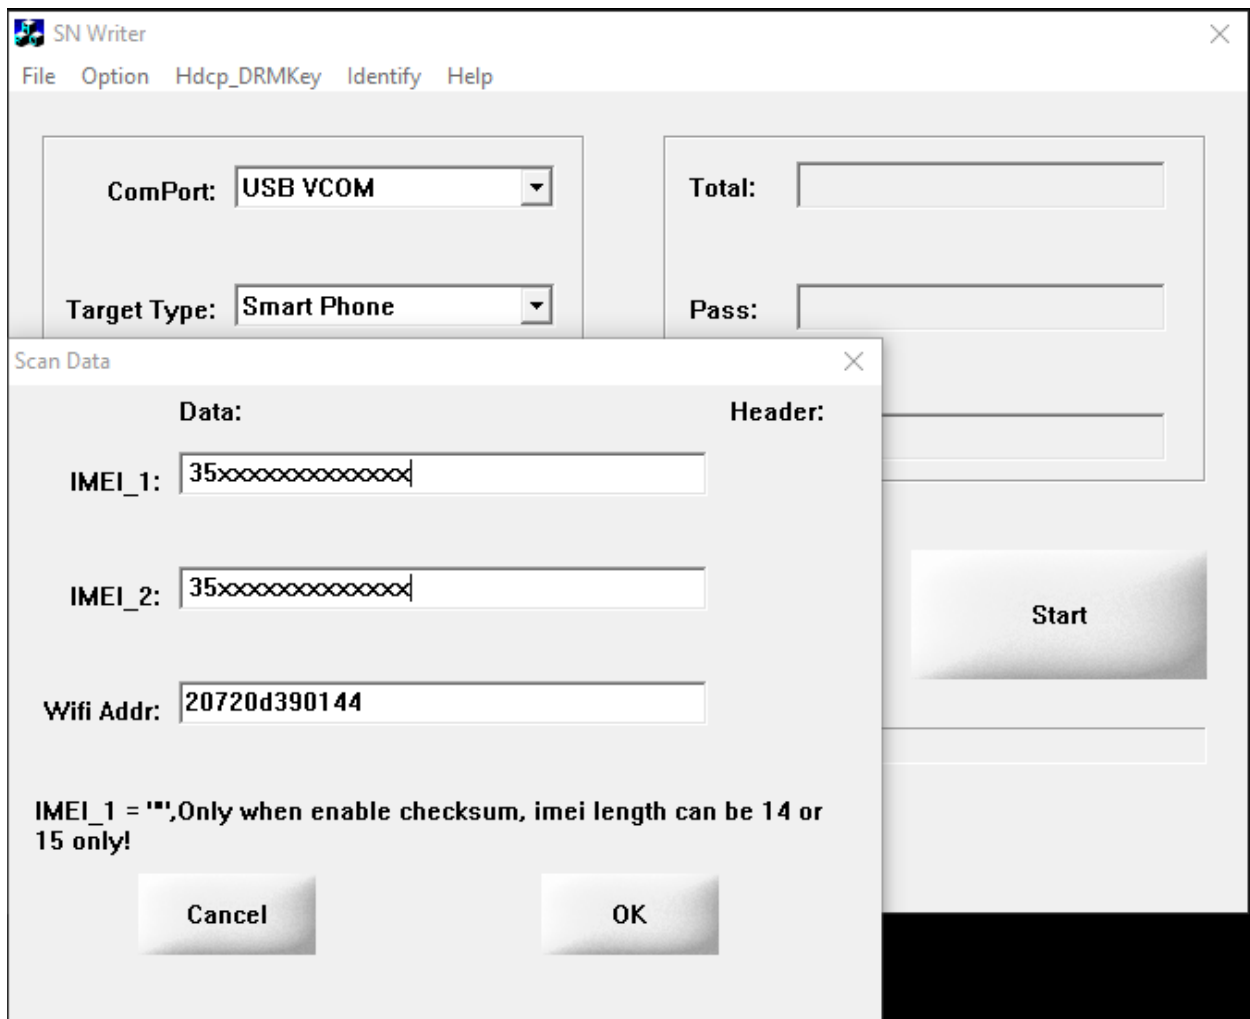 SN Writer
File Option Hdcp_DRMKey Identify Help
ComPort: USB VCOM
Total:
Target Type: Smart Phone
Pass:
Scan Data
Data: Header:
IMEI_1: 35xxxxxxxxxxxxx
IMEI_2: 35xxxxxxxxxxxxx
Start
Wifi Addr: 20720d390144
IMEI_1 = '"',Only when enable checksum, imei length can be 14 or
15 only!
Cancel OK